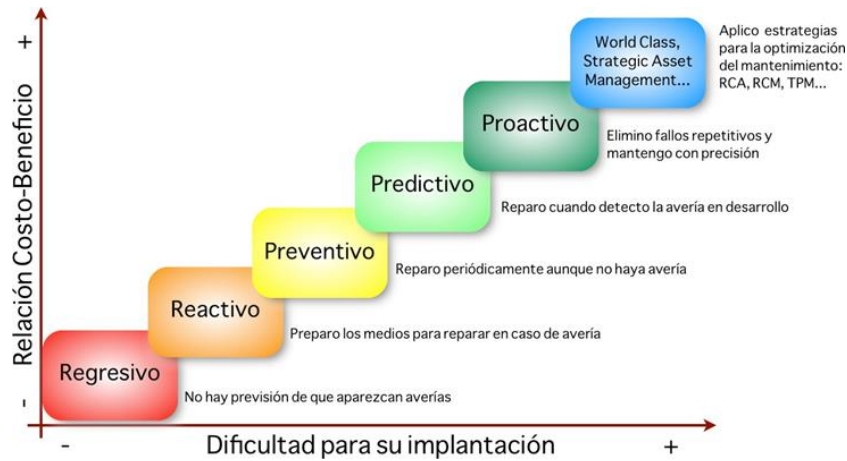 +
World Class,
Strategic Asset
Management...
Aplico estrategias
para la optimización
del mantenimiento:
RCA, RCM, TPM...
Proactivo
Elimino fallos repetitivos y
mantengo con precisión
Predictivo
Reparo cuando detecto la avería en desarrollo
Preventivo
Reparo periódicamente aunque no haya avería
Reactivo
Preparo los medios para reparar en caso de avería
Regresivo
No hay previsión de que aparezcan averías
Relación Costo-Beneficio
-
-
Dificultad para su implantación
+